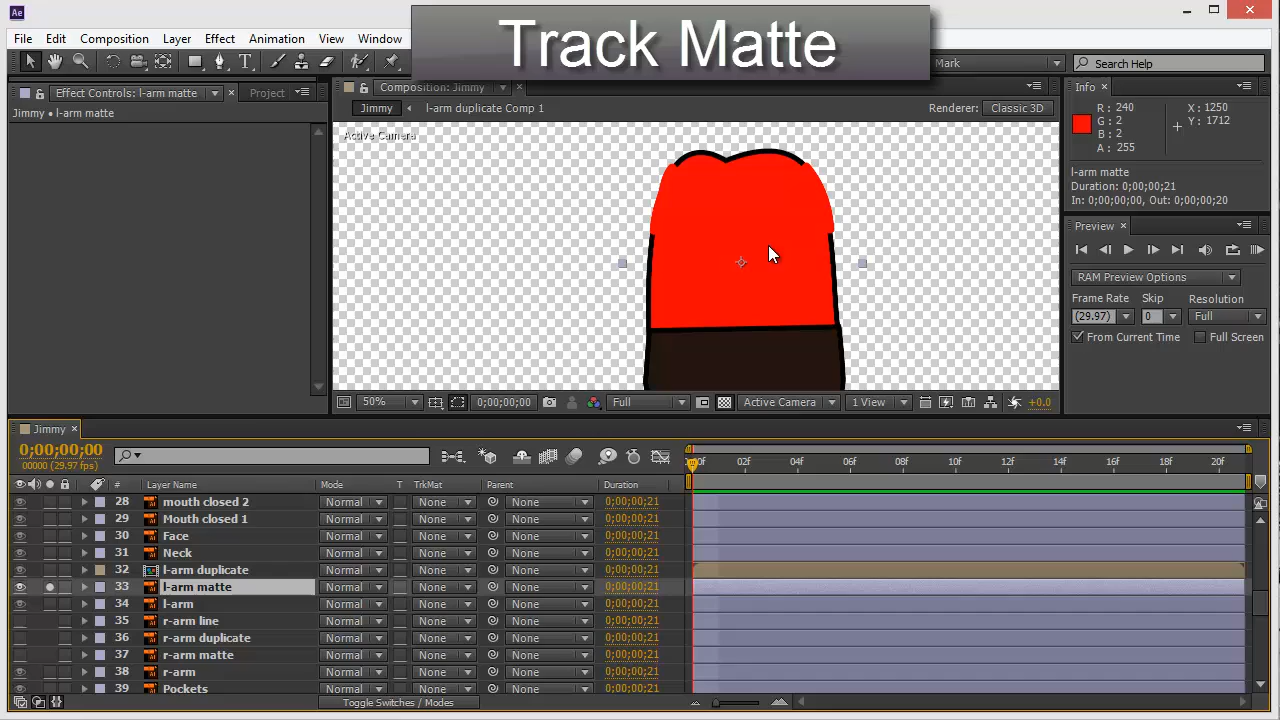 Track Matte
Ae
File Edit Composition Layer Effect Animation View Window
Mark
Search Help
Effect Controls: l-arm matte
Project
Jimmy • l-arm matte
Composition: Jimmy
Jimmy
l-arm duplicate Comp 1
Renderer:
Classic 3D
Active Camera
Info
R: 240
G: 2
B: 2
A: 255
X: 1250
Y: 1712
l-arm matte
Duration: 0;00;00;21
In: 0;00;00;00, Out: 0;00;00;20
Preview
RAM Preview Options
Frame Rate Skip Resolution
(29.97) 0 Full
From Current Time Full Screen
50% 0;00;00;00 Full Active Camera 1 View +0.0
Jimmy
0;00;00;00
00000 (29.97 fps)
:00f 02f 04f 06f 08f 10f 12f 14f 16f 18f 20f
# Layer Name Mode T TrkMat Parent Duration
28 mouth closed 2 Normal None None 0;00;00;21
29 Mouth closed 1 Normal None None 0;00;00;21
30 Face Normal None None 0;00;00;21
31 Neck Normal None None 0;00;00;21
32 l-arm duplicate Normal None None 0;00;00;21
33 l-arm matte Normal None None 0;00;00;21
34 l-arm Normal None None 0;00;00;21
35 r-arm line Normal None None 0;00;00;21
36 r-arm duplicate Normal None None 0;00;00;21
37 r-arm matte Normal None None 0;00;00;21
38 r-arm Normal None None 0;00;00;21
39 Pockets Normal None None 0;00;00;21
Toggle Switches / Modes